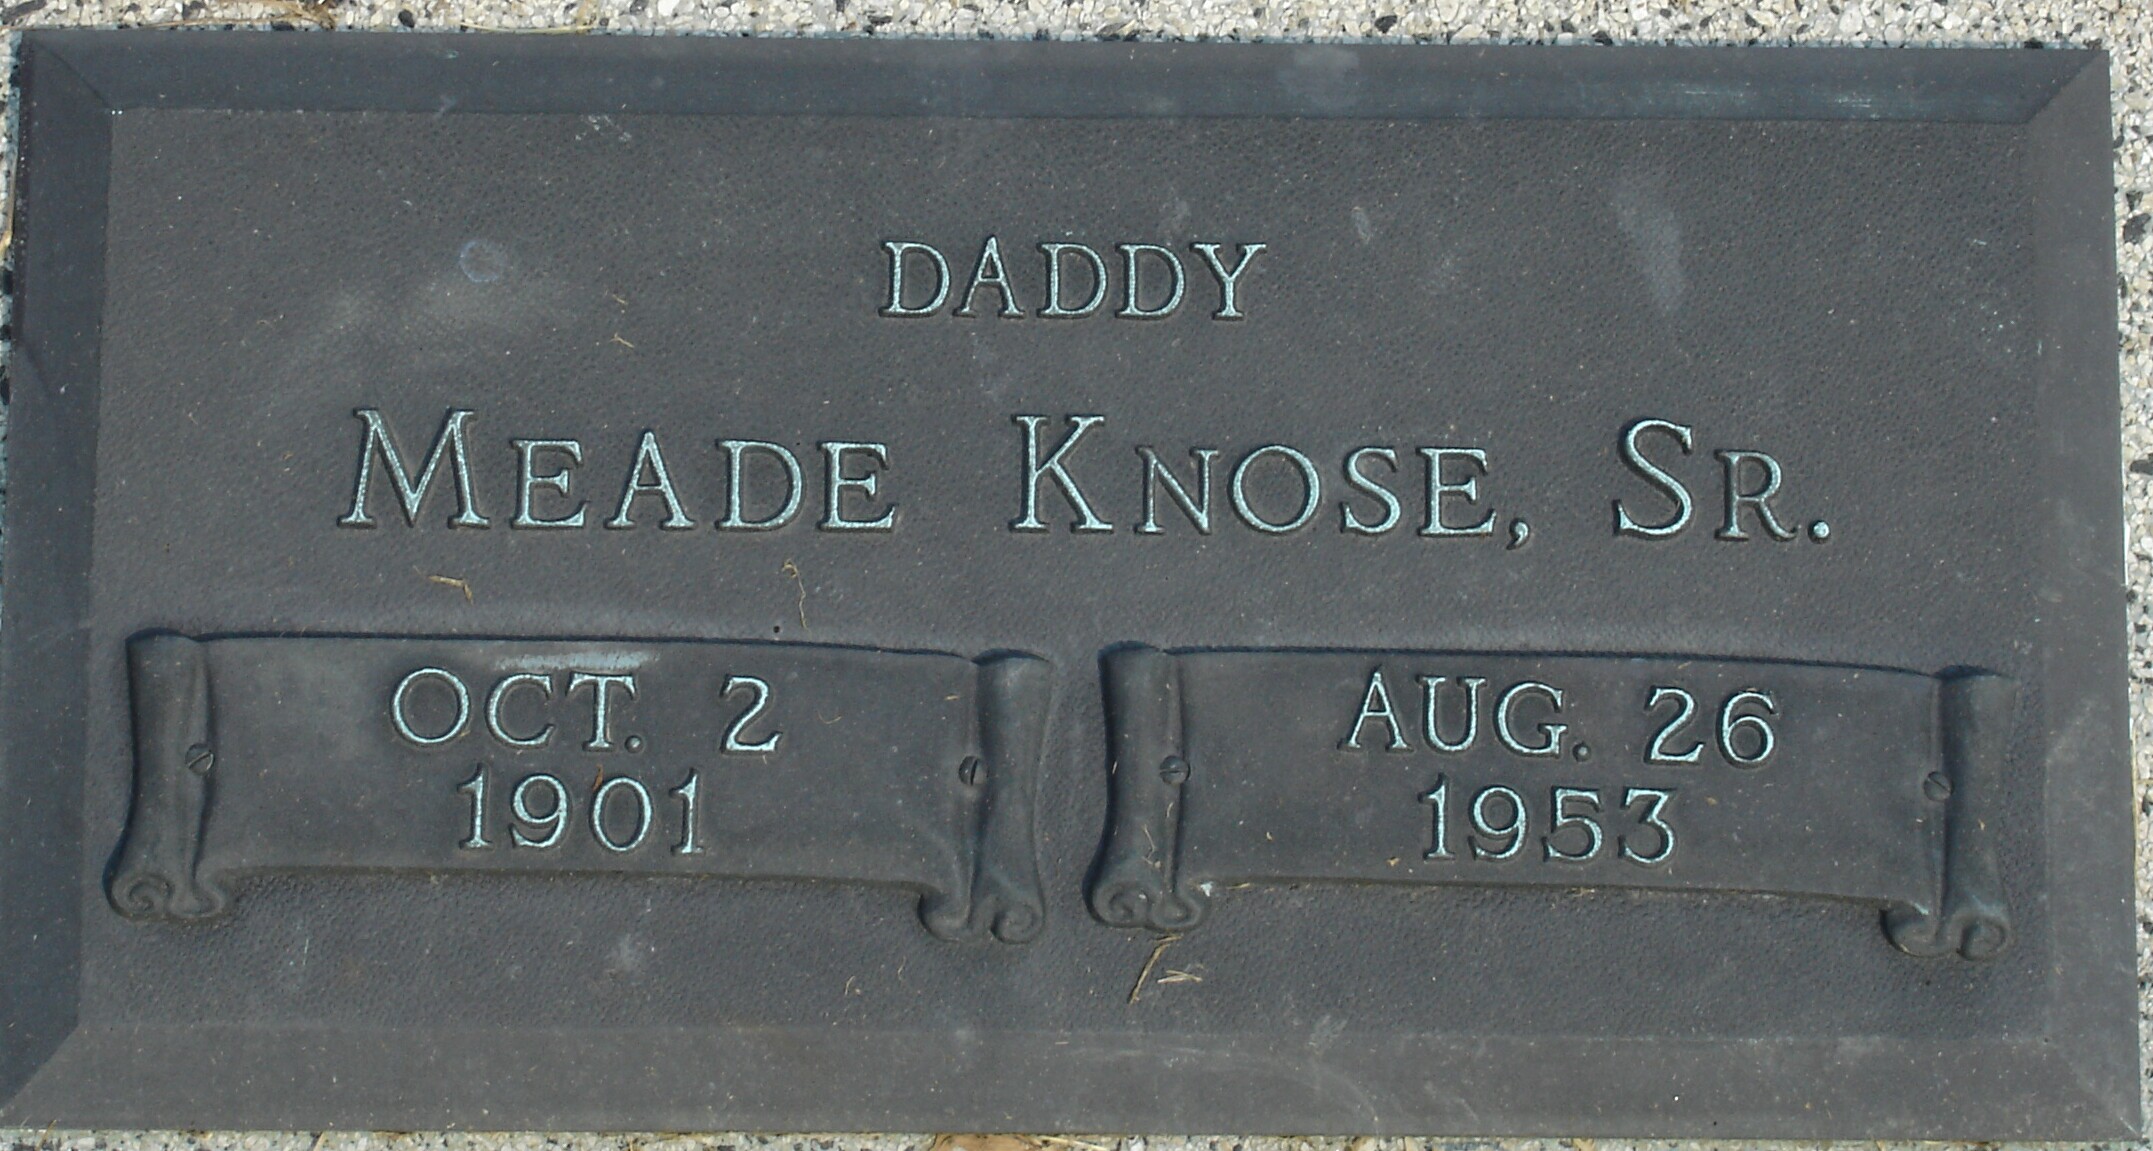 DADDY
MEADE KNOSE, SR.
OCT. 2
1901
AUG. 26
1953